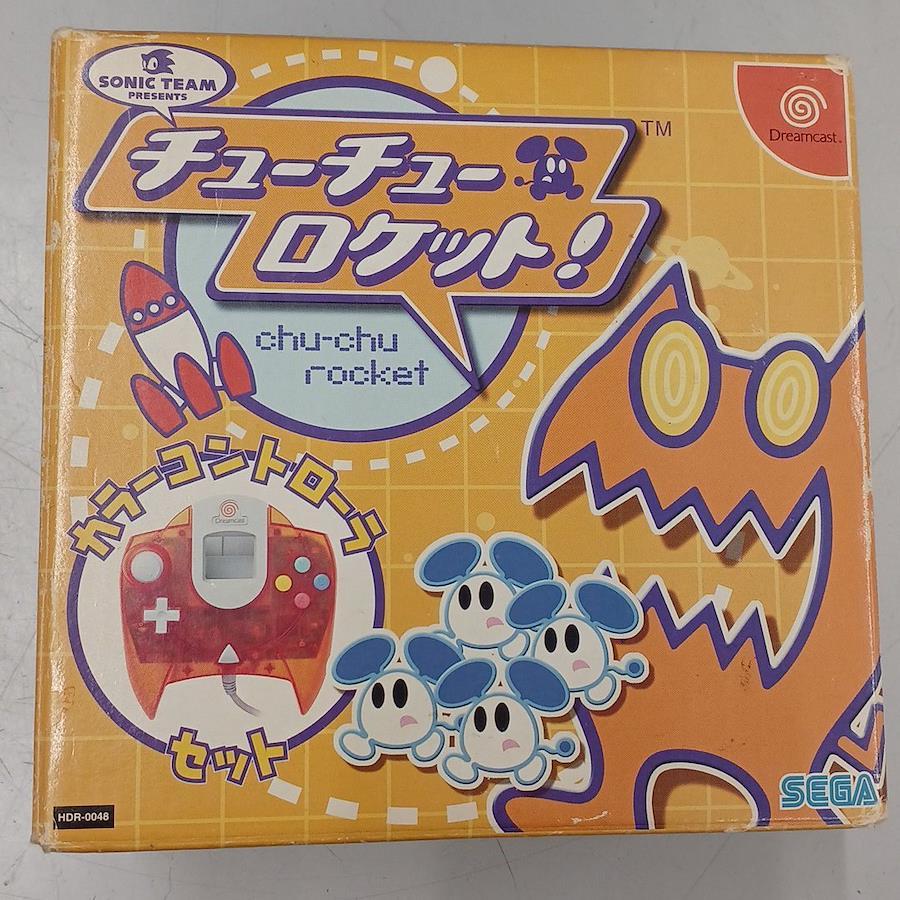 SONIC TEAM
PRESENTS
チューチュー
ロケット!
TM
Dreamcast
chu-chu
rocket
カラーコントローラ
Dreamcast
セット
SEGA
HDR-0048